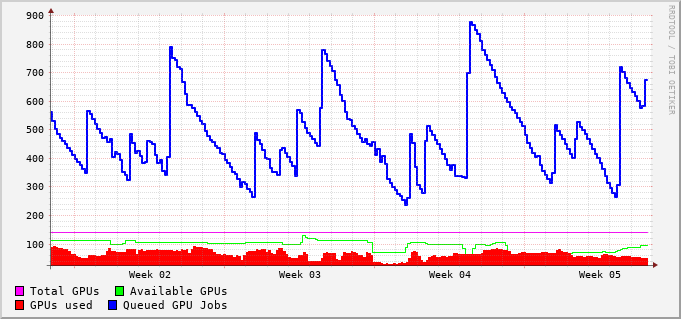 900
800
700
600
500
400
300
200
100
Week 02 Week 03 Week 04 Week 05
Total GPUs Available GPUs
GPUs used Queued GPU Jobs
RRDTOOL / TOBI OETIKER